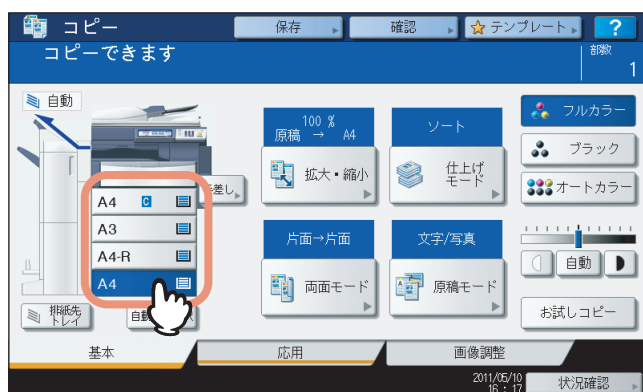 コピー
保存
確認
テンプレート
?
コピーできます
部数
1
自動
100 %
原稿 → A4
拡大・縮小
ソート
仕上げ
モード
フルカラー
ブラック
オートカラー
差し
A4 C
A3
A4-R
A4
片面→片面
両面モード
文字/写真
原稿モード
自動
お試しコピー
排紙先
トレイ
自動
基本
応用
画像調整
2011/05/10
16 : 17
状況確認